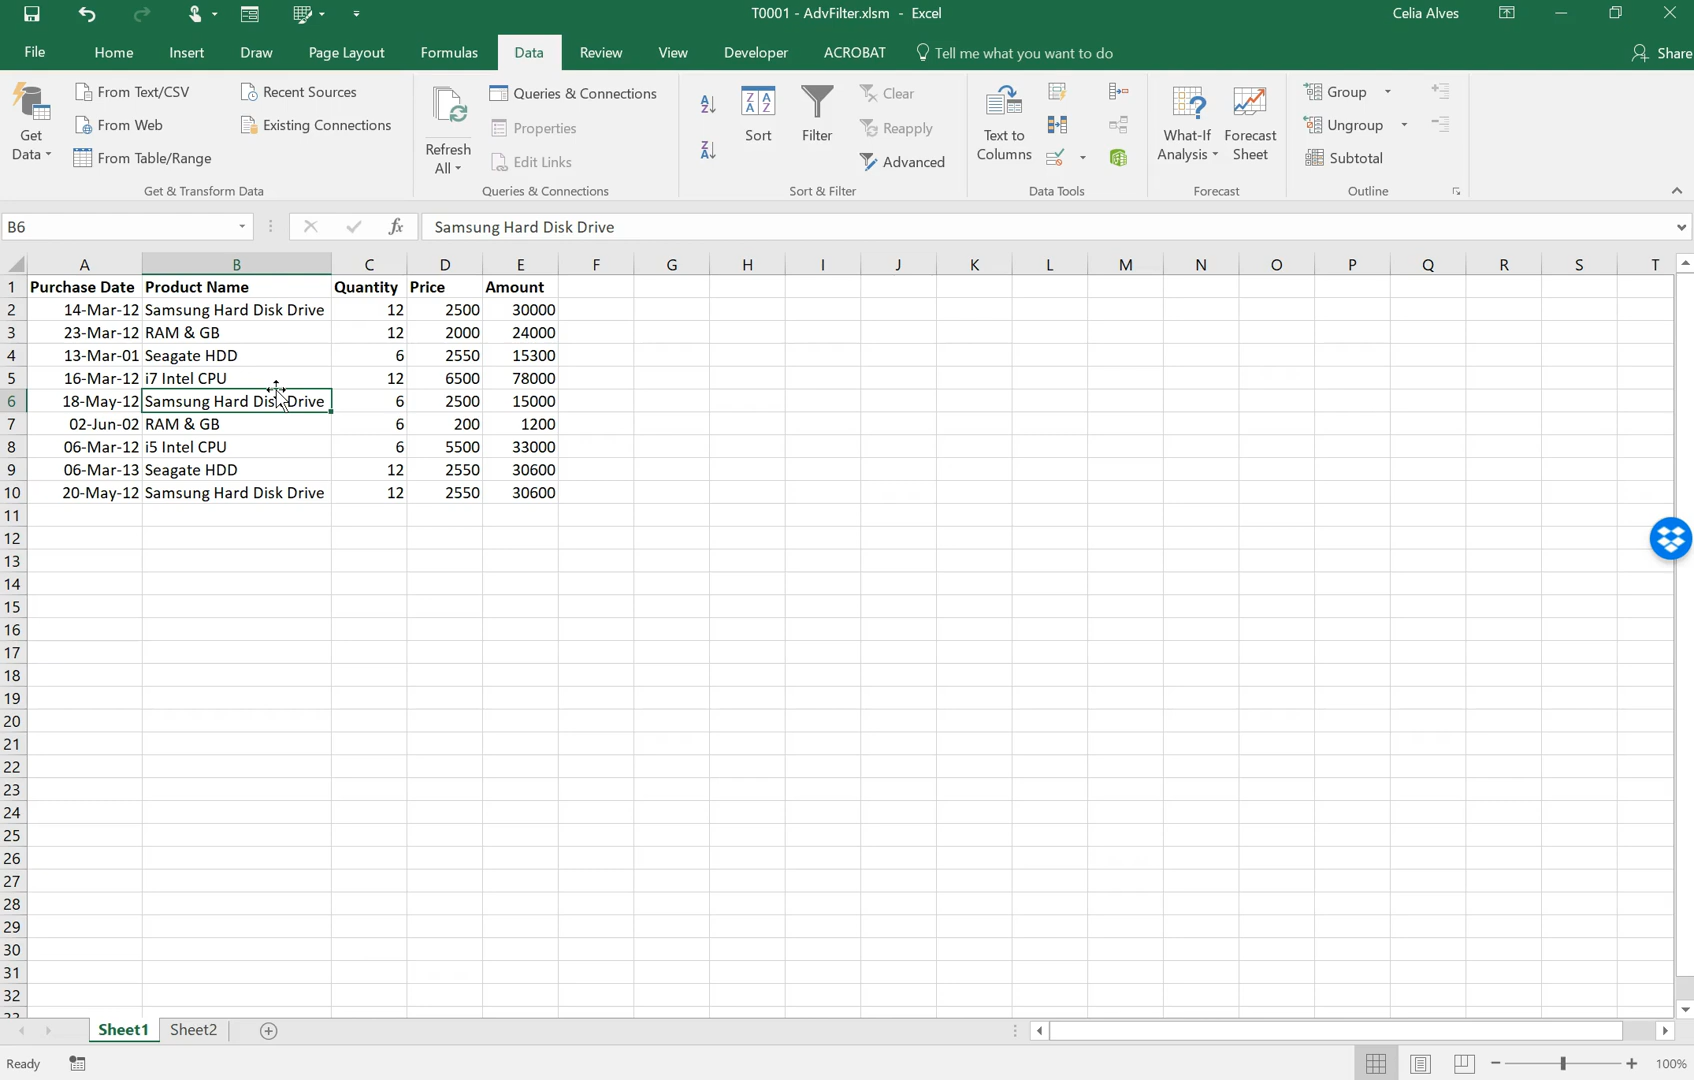 T0001 - AdvFilter.xlsm - Excel
Celia Alves
File Home Insert Draw Page Layout Formulas Data Review View Developer ACROBAT Tell me what you want to do Share
Get Data
From Text/CSV
From Web
From Table/Range
Recent Sources
Existing Connections
Get & Transform Data
Refresh All
Queries & Connections
Properties
Edit Links
Queries & Connections
Sort
Filter
Clear
Reapply
Advanced
Sort & Filter
Text to Columns
Data Tools
What-If Analysis
Forecast Sheet
Forecast
Group
Ungroup
Subtotal
Outline
B6 fx Samsung Hard Disk Drive
A B C D E F G H I J K L M N O P Q R S T
1 Purchase Date Product Name Quantity Price Amount
2 14-Mar-12 Samsung Hard Disk Drive 12 2500 30000
3 23-Mar-12 RAM & GB 12 2000 24000
4 13-Mar-01 Seagate HDD 6 2550 15300
5 16-Mar-12 i7 Intel CPU 12 6500 78000
6 18-May-12 Samsung Hard Disk Drive 6 2500 15000
7 02-Jun-02 RAM & GB 6 200 1200
8 06-Mar-12 i5 Intel CPU 6 5500 33000
9 06-Mar-13 Seagate HDD 12 2550 30600
10 20-May-12 Samsung Hard Disk Drive 12 2550 30600
11
12
13
14
15
16
17
18
19
20
21
22
23
24
25
26
27
28
29
30
31
32
Sheet1 Sheet2
Ready 100%